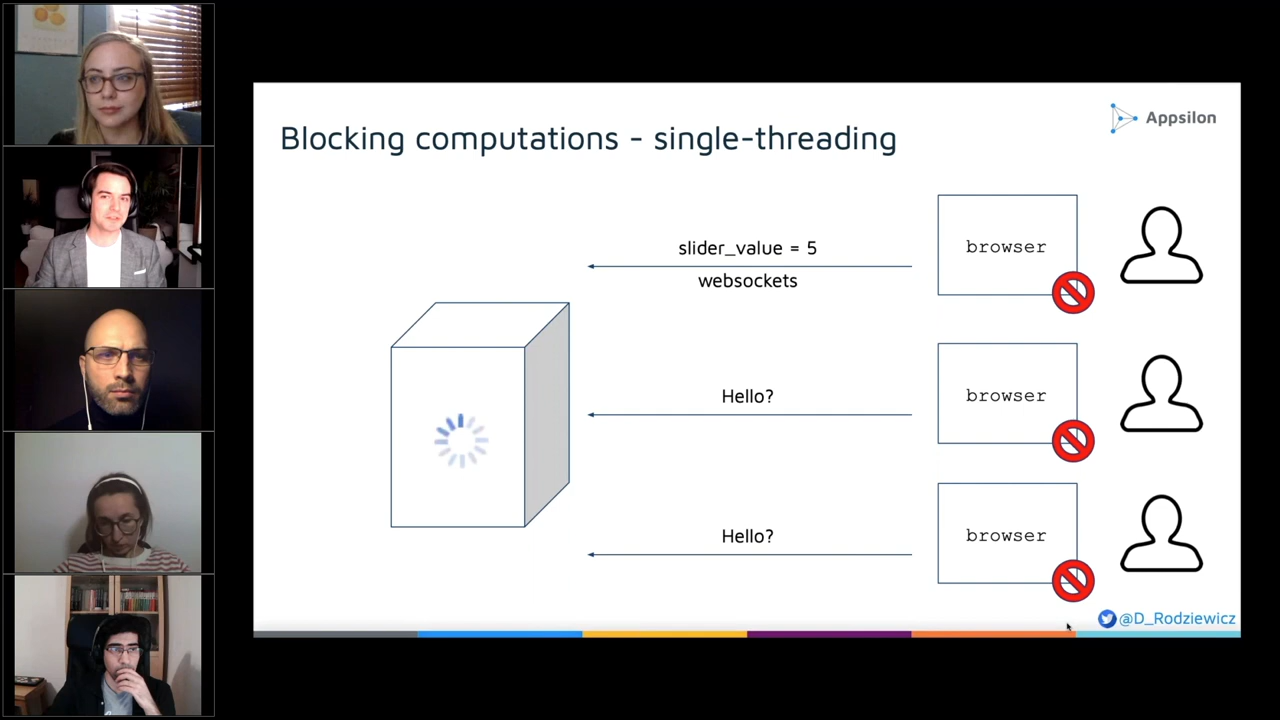 Appsilon
Blocking computations - single-threading
slider_value = 5
websockets
browser
Hello?
browser
Hello?
browser
@D_Rodziewicz